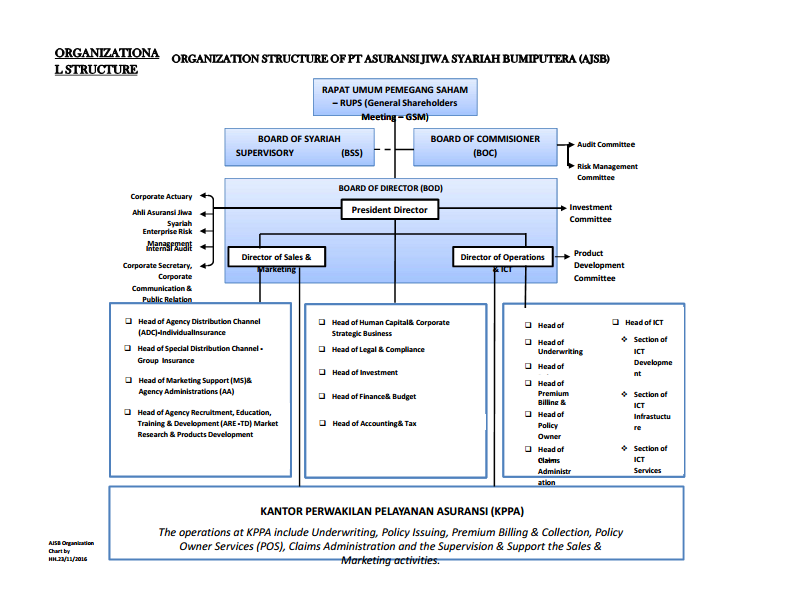 ORGANIZATIONA
L STRUCTURE
ORGANIZATION STRUCTURE OF PT ASURANSI JIWA SYARIAH BUMIPUTERA (AJSB)
RAPAT UMUM PEMEGANG SAHAM
– RUPS (General Shareholders
Meeting – GSM)
BOARD OF SYARIAH
SUPERVISORY (BSS)
BOARD OF COMMISIONER
(BOC)
Audit Committee
Risk Management
Committee
BOARD OF DIRECTOR (BOD)
President Director
Corporate Actuary
Ahli Asuransi Jiwa
Syariah
Enterprise Risk
Management
Internal Audit
Corporate Secretary,
Corporate
Communication &
Public Relation
Investment
Committee
Director of Sales &
Marketing
Director of Operations
& ICT
Product
Development
Committee
❑ Head of Agency Distribution Channel
(ADC)-IndividualInsurance
❑ Head of Special Distribution Channel -
Group Insurance
❑ Head of Marketing Support (MS)&
Agency Administrations (AA)
❑ Head of Agency Recruitment, Education,
Training & Development (ARE-TD) Market
Research & Products Development
❑ Head of Human Capital& Corporate
Strategic Business
❑ Head of Legal & Compliance
❑ Head of Investment
❑ Head of Finance& Budget
❑ Head of Accounting& Tax
❑ Head of
❑ Head of
Underwriting
❑ Head of
❑ Head of
Premium
Billing &
❑ Head of
Policy
Owner
❑ Head of
Claims
Administr
ation
❑ Head of ICT
❖ Section of
ICT
Developme
nt
❖ Section of
ICT
Infrastuctu
re
❖ Section of
ICT
Services
KANTOR PERWAKILAN PELAYANAN ASURANSI (KPPA)
The operations at KPPA include Underwriting, Policy Issuing, Premium Billing & Collection, Policy
Owner Services (POS), Claims Administration and the Supervision & Support the Sales &
Marketing activities.
AJSB Organization
Chart by
HH.23/11/2016